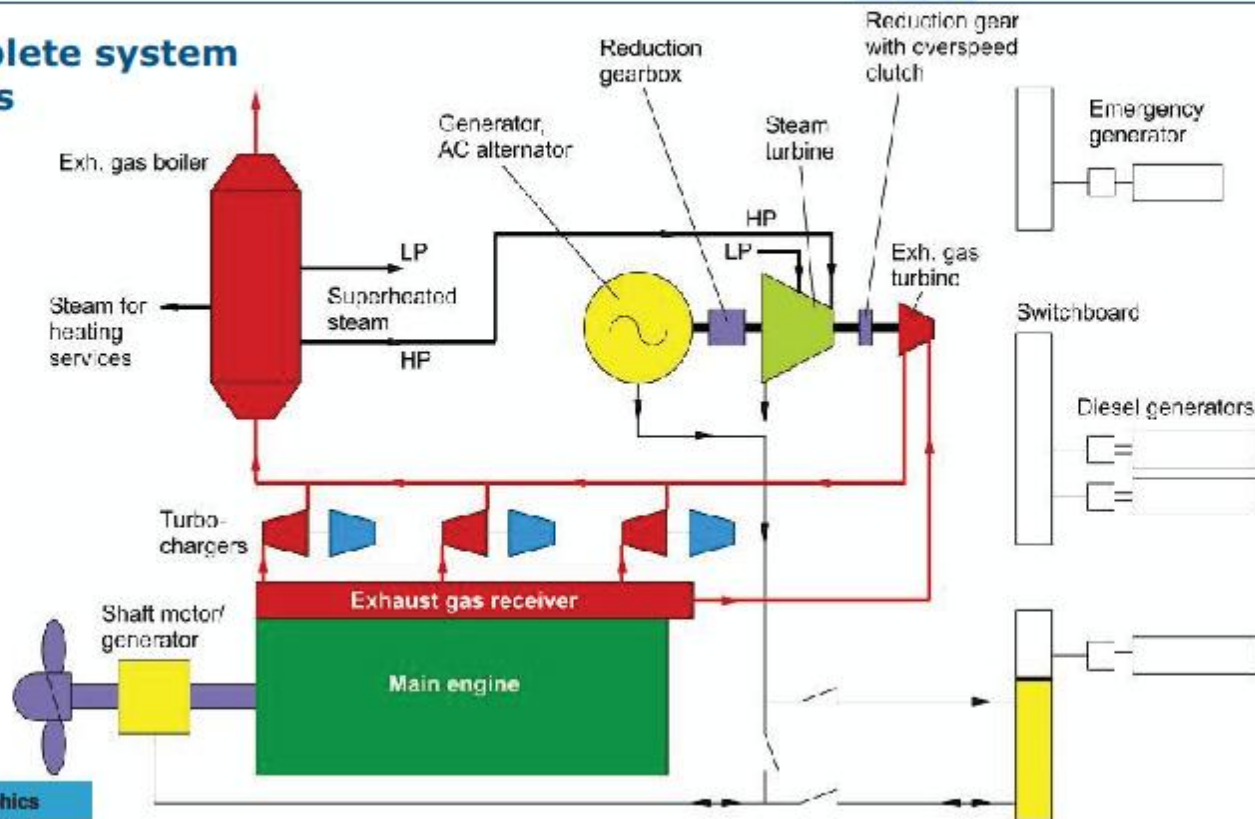 plete system
s
Reduction
gearbox
Reduction gear
with overspeed
clutch
Generator,
AC alternator
Steam
turbine
Emergency
generator
Exh. gas boiler
HP
LP
LP
Exh. gas
turbine
Steam for
heating
services
Superheated
steam
HP
Switchboard
Diesel generators
Turbo-
chargers
Exhaust gas receiver
Shaft motor/
generator
Main engine
hics